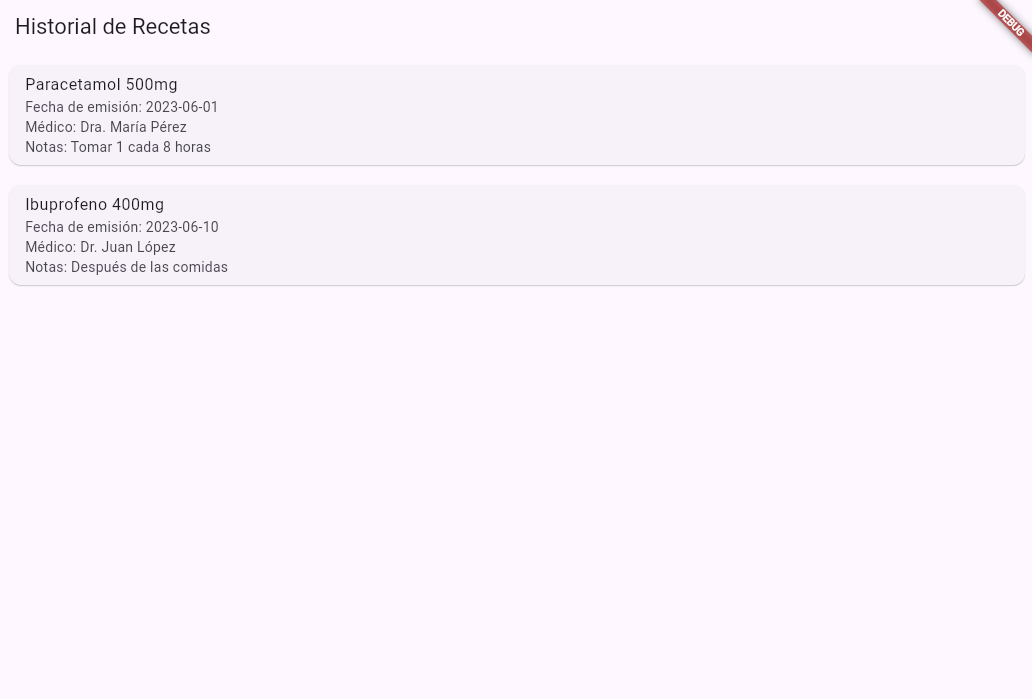 Historial de Recetas
DEBUG
Paracetamol 500mg
Fecha de emisión: 2023-06-01
Médico: Dra. María Pérez
Notas: Tomar 1 cada 8 horas
Ibuprofeno 400mg
Fecha de emisión: 2023-06-10
Médico: Dr. Juan López
Notas: Después de las comidas